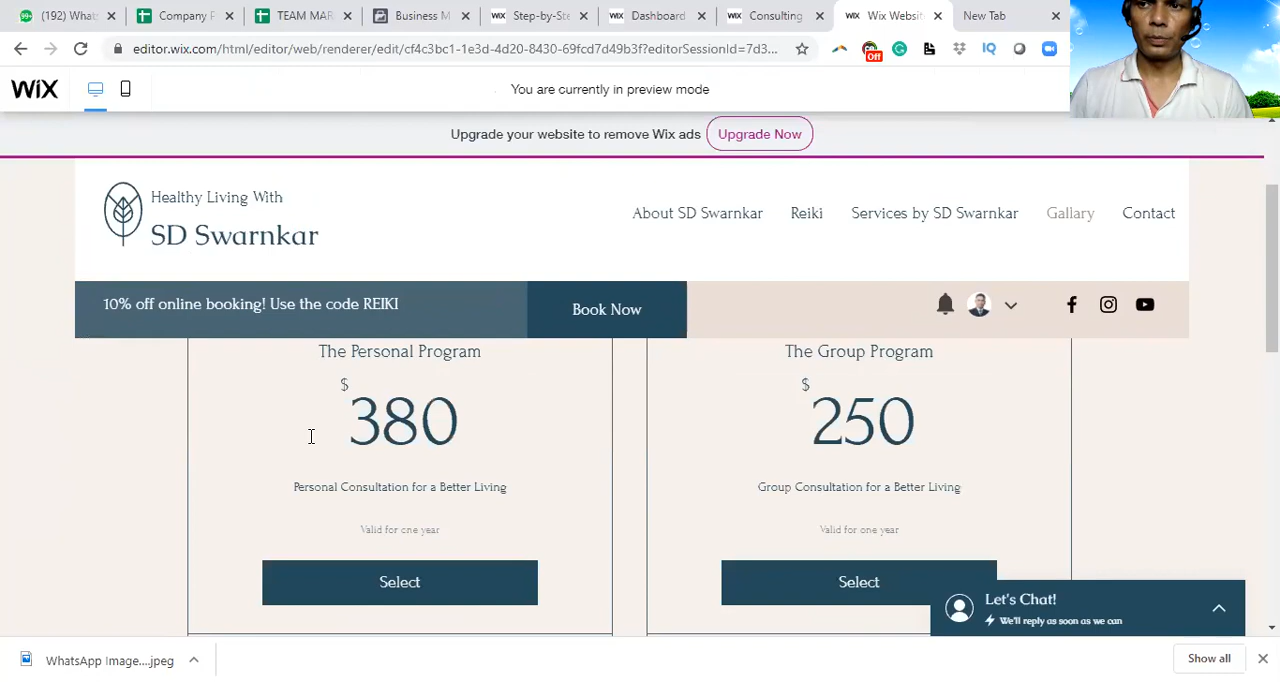 (192) Whats
Company P
TEAM MAR
Business M
Step-by-Ste
Dashboard
Consulting
Wix Websit
New Tab
editor.wix.com/html/editor/web/renderer/edit/cf4c3bc1-1e3d-4d20-8430-69fcd7d49b3f?editorSessionId=7d3...
Off
WiX
You are currently in preview mode
Upgrade your website to remove Wix ads
Upgrade Now
Healthy Living With
SD Swarnkar
About SD Swarnkar
Reiki
Services by SD Swarnkar
Gallary
Contact
10% off online booking! Use the code REIKI
Book Now
The Personal Program
$
380
Personal Consultation for a Better Living
Valid for one year
Select
The Group Program
$
250
Group Consultation for a Better Living
Valid for one year
Select
Let's Chat!
We'll reply as soon as we can
WhatsApp Image....jpeg
Show all